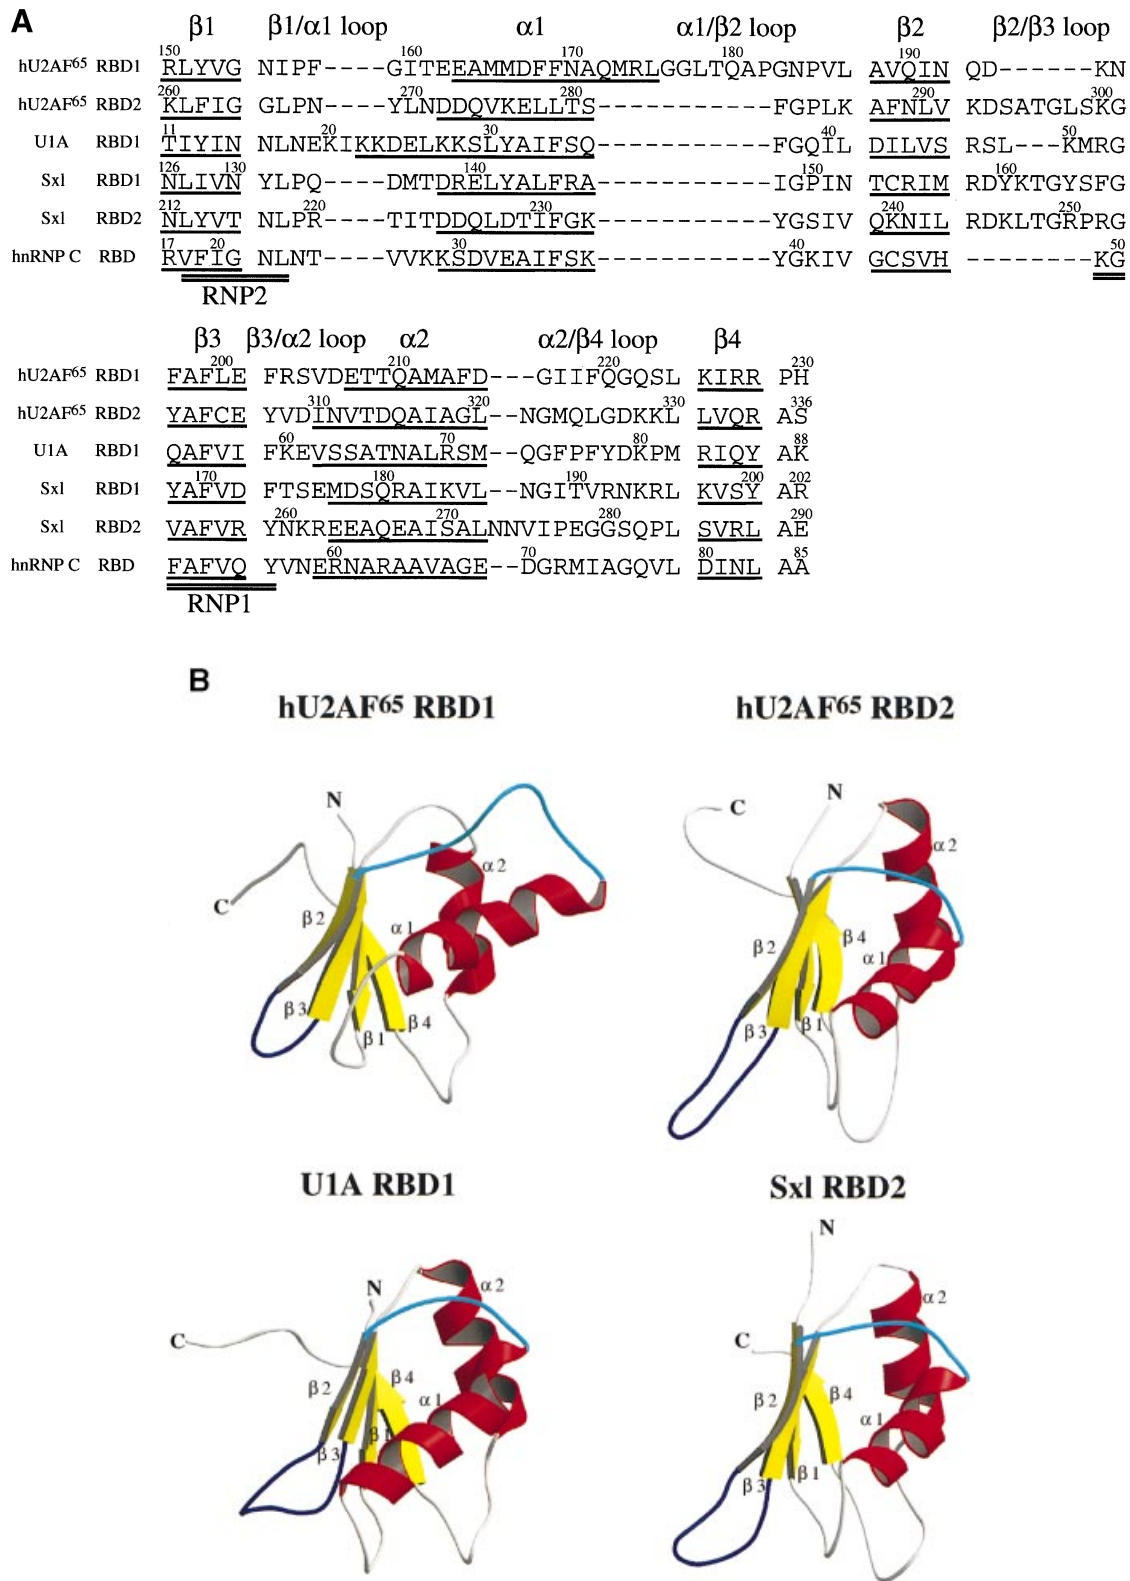 A
β1 β1/α1 loop α1 α1/β2 loop β2 β2/β3 loop
150 160 170 180 190
hU2AF65 RBD1 RLYVG NIPF----GITEEAMMDFFNAQMRLGGLTQAPGNPVL AVQIN QD------KN
260 270 280 290 300
hU2AF65 RBD2 KLFIG GLPN----YLNDDQVKELLTS-----------FGPLK AFNLV KDSATGLSKG
11 20 30 40 50
U1A RBD1 TIYIN NLNEKIKKDELKKSLYAIFSQ-----------FGQIL DILVS RSL---KMRG
126 130 140 150 160
Sxl RBD1 NLIVN YLPQ----DMTDRELYALFRA-----------IGPIN TCRIM RDYKTGYSFG
212 220 230 240 250
Sxl RBD2 NLYVT NLPR----TITDDQLDTIFGK-----------YGSIV QKNIL RDKLTGRPRG
17 20 30 40 50
hnRNP C RBD RVFIG NLNT----VVKKSDVEAIFSK-----------YGKIV GCSVH --------KG
RNP2
β3 β3/α2 loop α2 α2/β4 loop β4
200 210 220 230
hU2AF65 RBD1 FAFLE FRSVDETTQAMAFD---GIIFQGQSL KIRR PH
310 320 330 336
hU2AF65 RBD2 YAFCE YVDINVTDQAIAGL--NGMQLGDKKL LVQR AS
60 70 80 88
U1A RBD1 QAFVI FKEVSSATNALRSM--QGFPFYDKPM RIQY AK
170 180 190 200 202
Sxl RBD1 YAFVD FTSEMDSQRAIKVL--NGITVRNKRL KVSY AR
260 270 280 290
Sxl RBD2 VAFVR YNKREEAQEAISALNNVIPEGGSQPL SVRL AE
60 70 80 85
hnRNP C RBD FAFVQ YVNERNARAAVAGE--DGRMIAGQVL DINL AA
RNP1
B
hU2AF65 RBD1 hU2AF65 RBD2
N
C
α2
β2
α1
β3
β1
β4
N
C
α2
β2
β4
α1
β3
β1
U1A RBD1 Sxl RBD2
N
C
α2
β2
β4
α1
β1
β3
N
C
α2
β2
β4
α1
β3
β1